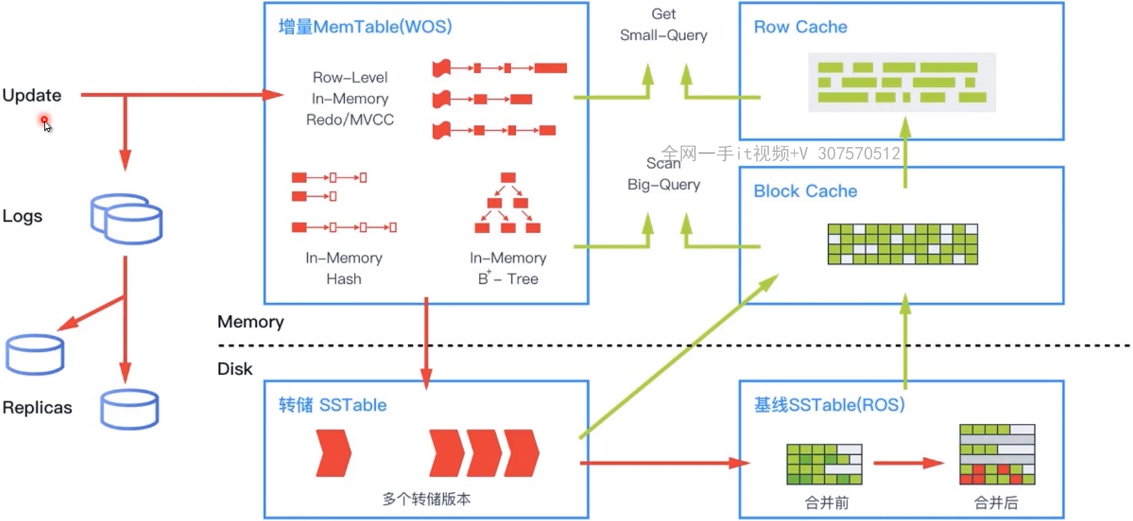 增量MemTable(WOS)
Row-Level
In-Memory
Redo/MVCC
In-Memory
Hash
In-Memory
B+- Tree
Get
Small-Query
Scan
Big-Query
Row Cache
全网一手it视频+V 307570512
Block Cache
Update
Logs
Replicas
Memory
Disk
转储 SSTable
多个转储版本
基线SSTable(ROS)
合并前
合并后